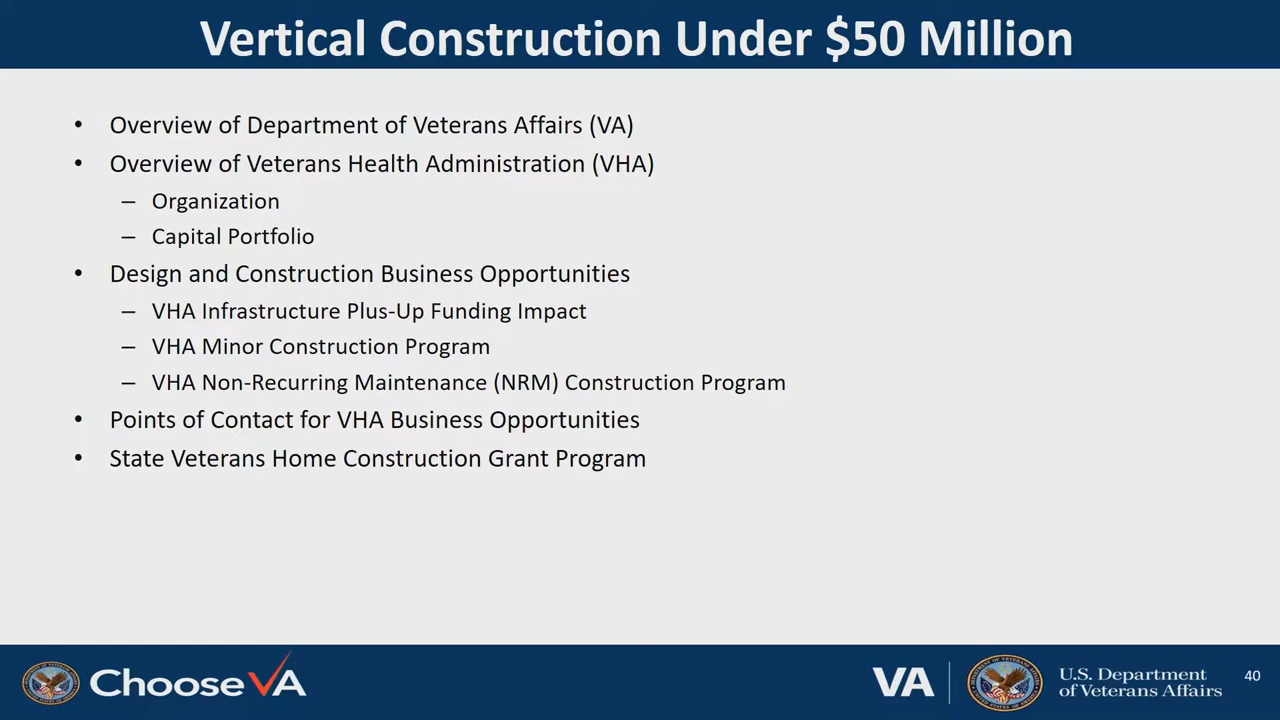 Vertical Construction Under $50 Million
• Overview of Department of Veterans Affairs (VA)
• Overview of Veterans Health Administration (VHA)
– Organization
– Capital Portfolio
• Design and Construction Business Opportunities
– VHA Infrastructure Plus-Up Funding Impact
– VHA Minor Construction Program
– VHA Non-Recurring Maintenance (NRM) Construction Program
• Points of Contact for VHA Business Opportunities
• State Veterans Home Construction Grant Program
Choose VA
VA
U.S. Department
of Veterans Affairs
40